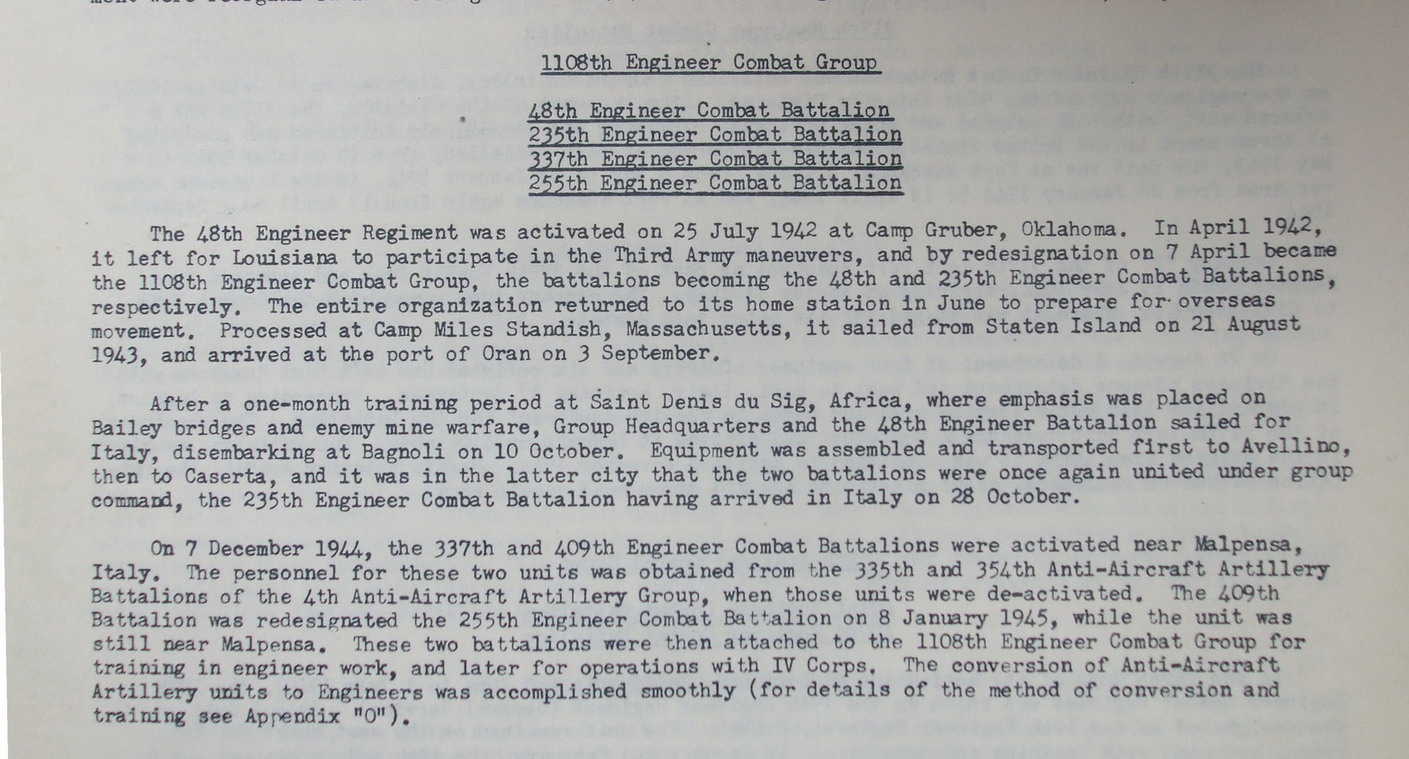 1108th Engineer Combat Group
48th Engineer Combat Battalion
235th Engineer Combat Battalion
337th Engineer Combat Battalion
255th Engineer Combat Battalion
The 48th Engineer Regiment was activated on 25 July 1942 at Camp Gruber, Oklahoma. In April 1942,
it left for Louisiana to participate in the Third Army maneuvers, and by redesignation on 7 April became
the 1108th Engineer Combat Group, the battalions becoming the 48th and 235th Engineer Combat Battalions,
respectively. The entire organization returned to its home station in June to prepare for overseas
movement. Processed at Camp Miles Standish, Massachusetts, it sailed from Staten Island on 21 August
1943, and arrived at the port of Oran on 3 September.
After a one-month training period at Saint Denis du Sig, Africa, where emphasis was placed on
Bailey bridges and enemy mine warfare, Group Headquarters and the 48th Engineer Battalion sailed for
Italy, disembarking at Bagnoli on 10 October. Equipment was assembled and transported first to Avellino,
then to Caserta, and it was in the latter city that the two battalions were once again united under group
command, the 235th Engineer Combat Battalion having arrived in Italy on 28 October.
On 7 December 1944, the 337th and 409th Engineer Combat Battalions were activated near Malpensa,
Italy. The personnel for these two units was obtained from the 335th and 354th Anti-Aircraft Artillery
Battalions of the 4th Anti-Aircraft Artillery Group, when those units were de-activated. The 409th
Battalion was redesignated the 255th Engineer Combat Battalion on 8 January 1945, while the unit was
still near Malpensa. These two battalions were then attached to the 1108th Engineer Combat Group for
training in engineer work, and later for operations with IV Corps. The conversion of Anti-Aircraft
Artillery units to Engineers was accomplished smoothly (for details of the method of conversion and
training see Appendix "O").